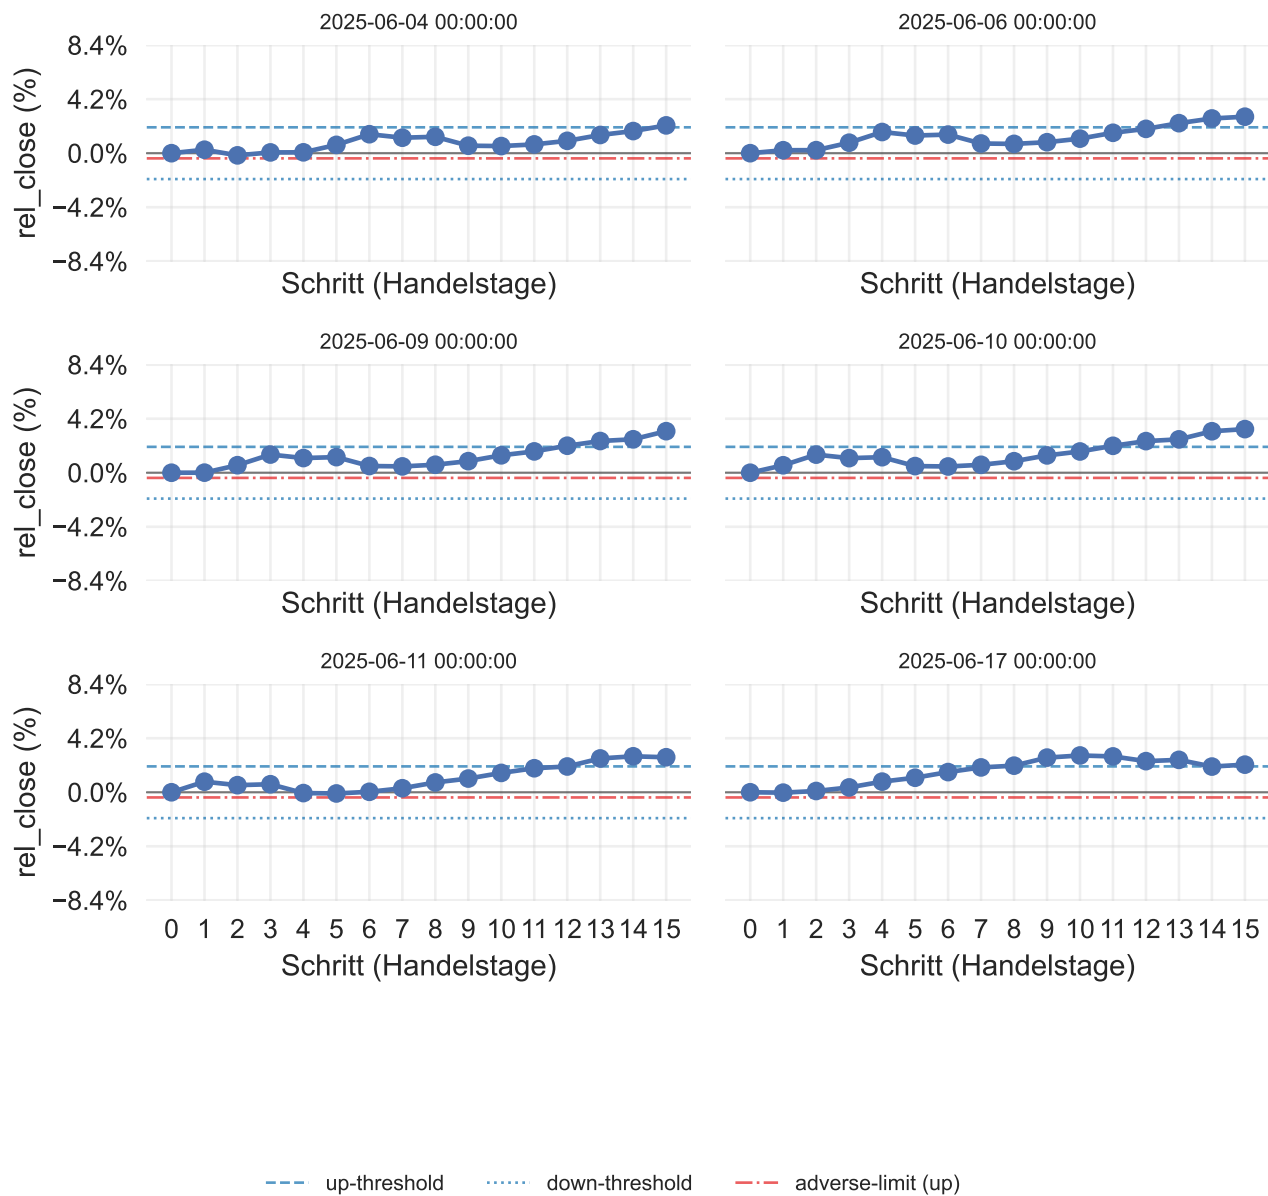 2025-06-04 00:00:00
2025-06-06 00:00:00
8.4%
4.2%
0.0%
−4.2%
−8.4%
rel_close (%)
Schritt (Handelstage)
Schritt (Handelstage)
2025-06-09 00:00:00
2025-06-10 00:00:00
8.4%
4.2%
0.0%
−4.2%
−8.4%
rel_close (%)
Schritt (Handelstage)
Schritt (Handelstage)
2025-06-11 00:00:00
2025-06-17 00:00:00
8.4%
4.2%
0.0%
−4.2%
−8.4%
rel_close (%)
0 1 2 3 4 5 6 7 8 9 10 11 12 13 14 15
0 1 2 3 4 5 6 7 8 9 10 11 12 13 14 15
Schritt (Handelstage)
Schritt (Handelstage)
up-threshold down-threshold adverse-limit (up)